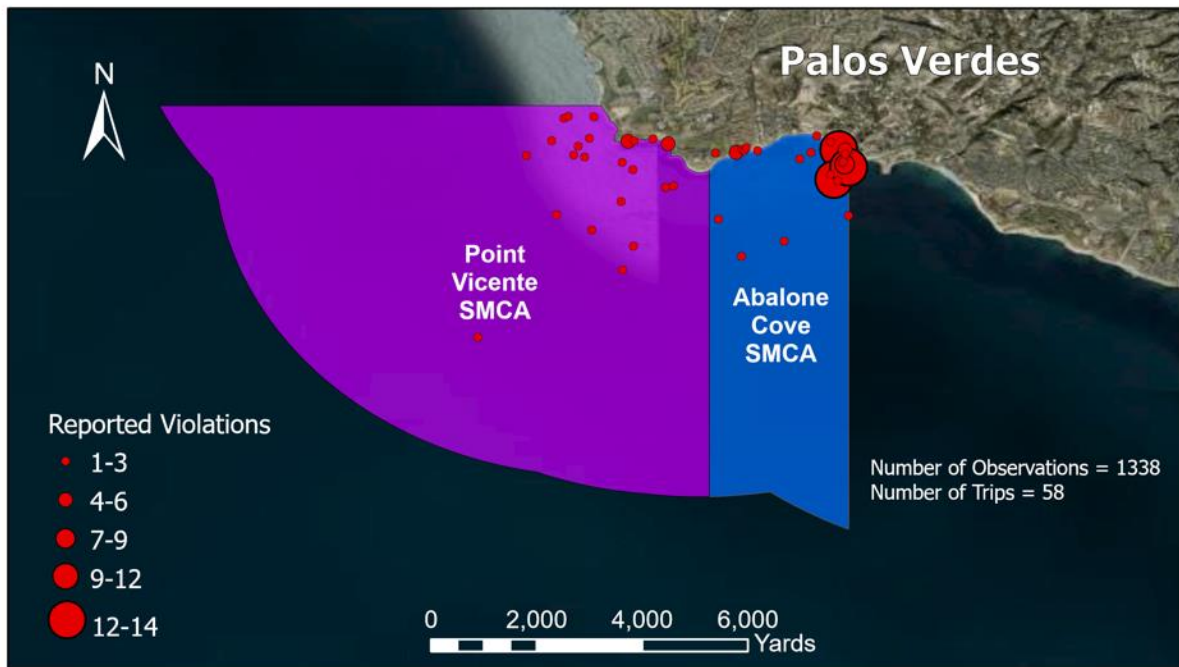 Palos Verdes
N
Point
Vicente
SMCA
Abalone
Cove
SMCA
Reported Violations
1-3
4-6
7-9
9-12
12-14
Number of Observations = 1338
Number of Trips = 58
0 2,000 4,000 6,000
Yards